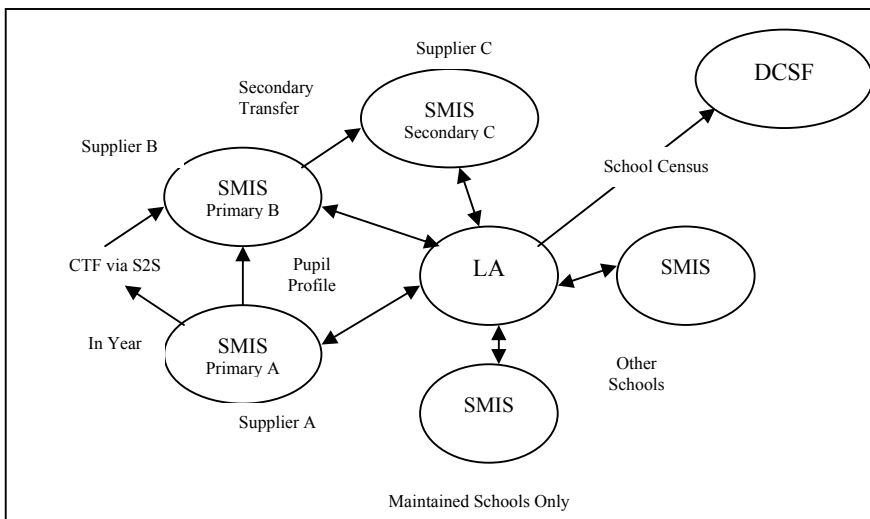 Supplier C
DCSF
Secondary
Transfer
SMIS
Secondary C
Supplier B
School Census
SMIS
Primary B
CTF via S2S
Pupil
Profile
LA
SMIS
In Year
SMIS
Primary A
Other
Schools
SMIS
Supplier A
Maintained Schools Only